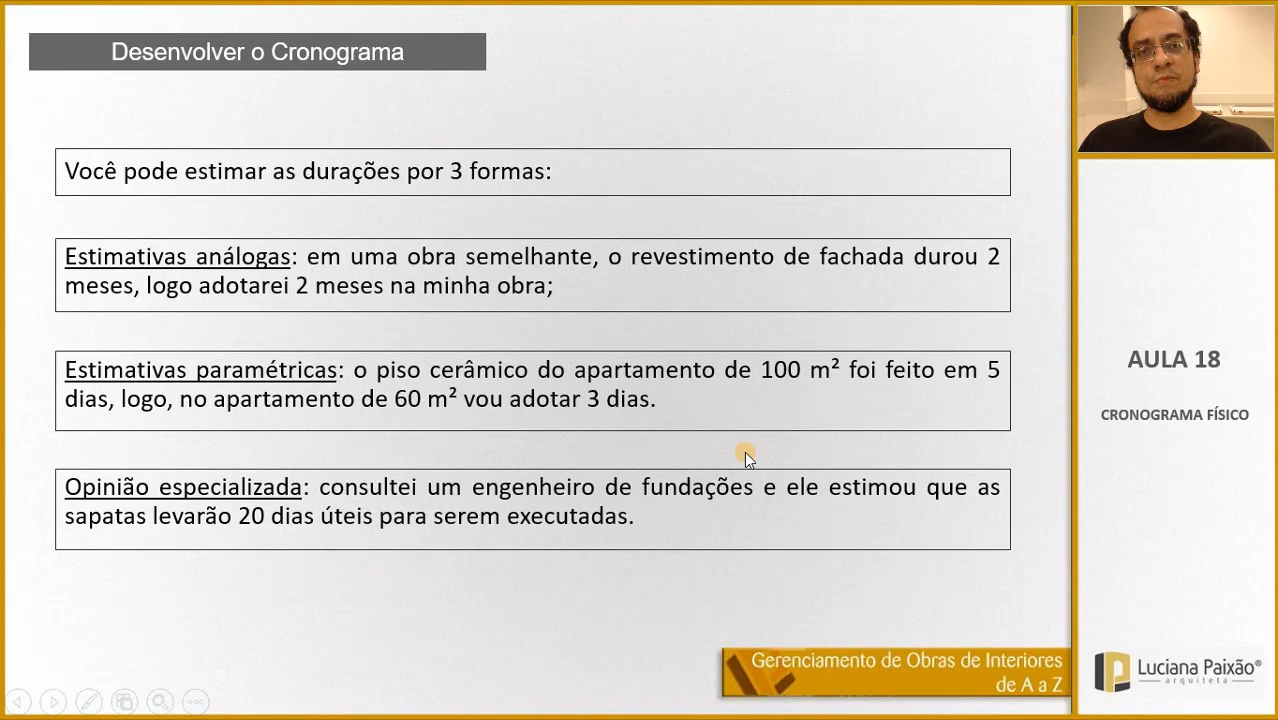 Desenvolver o Cronograma
Você pode estimar as durações por 3 formas:
Estimativas análogas: em uma obra semelhante, o revestimento de fachada durou 2
meses, logo adotarei 2 meses na minha obra;
Estimativas paramétricas: o piso cerâmico do apartamento de 100 m² foi feito em 5
dias, logo, no apartamento de 60 m² vou adotar 3 dias.
Opinião especializada: consultei um engenheiro de fundações e ele estimou que as
sapatas levarão 20 dias úteis para serem executadas.
Gerenciamento de Obras de Interiores
de A a Z
AULA 18
CRONOGRAMA FÍSICO
Luciana Paixão®
arquiteta